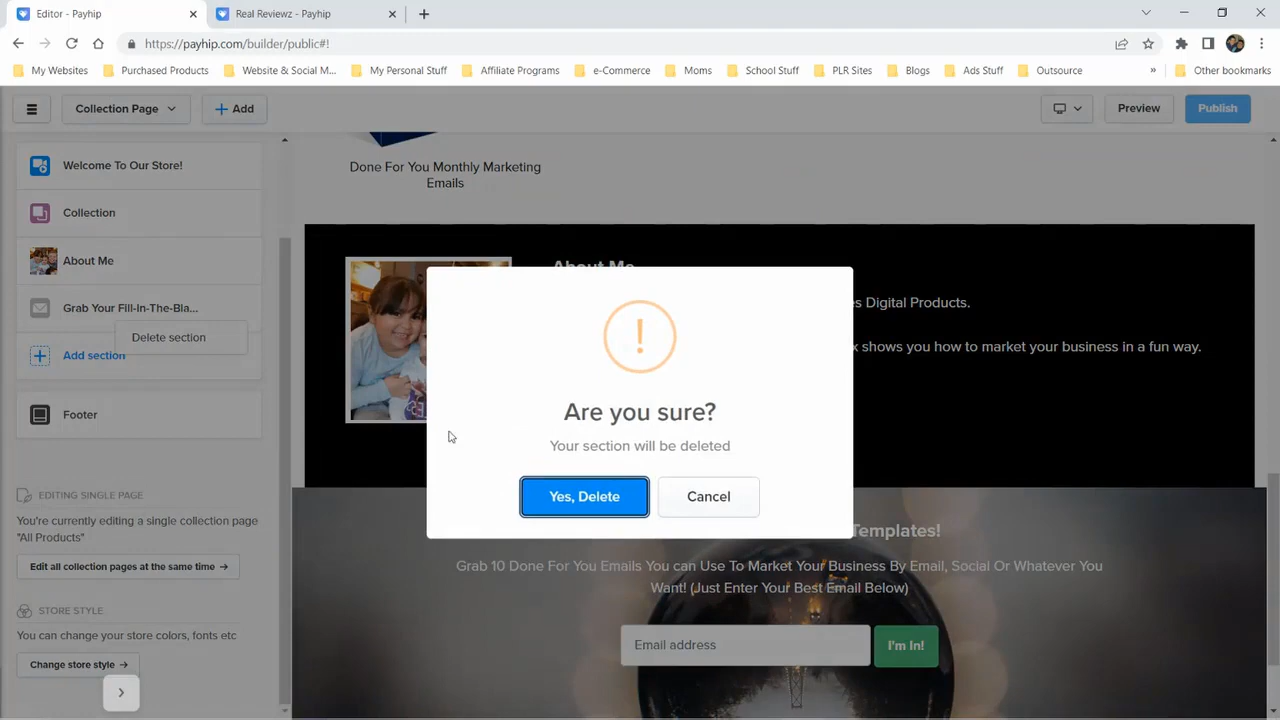 Editor - Payhip
Real Reviewz - Payhip
https://payhip.com/builder/public#!
My Websites
Purchased Products
Website & Social M...
My Personal Stuff
Affiliate Programs
e-Commerce
Moms
School Stuff
PLR Sites
Blogs
Ads Stuff
Outsource
»
Other bookmarks
Collection Page
+ Add
Preview
Publish
Welcome To Our Store!
Collection
About Me
Grab Your Fill-In-The-Bla...
Delete section
Add section
Footer
EDITING SINGLE PAGE
You're currently editing a single collection page
"All Products"
Edit all collection pages at the same time →
STORE STYLE
You can change your store colors, fonts etc
Change store style →
Done For You Monthly Marketing
Emails
About Me
s Digital Products.
x shows you how to market your business in a fun way.
!
Are you sure?
Your section will be deleted
Yes, Delete
Cancel
Templates!
Grab 10 Done For You Emails You can Use To Market Your Business By Email, Social Or Whatever You
Want! (Just Enter Your Best Email Below)
Email address
I'm In!